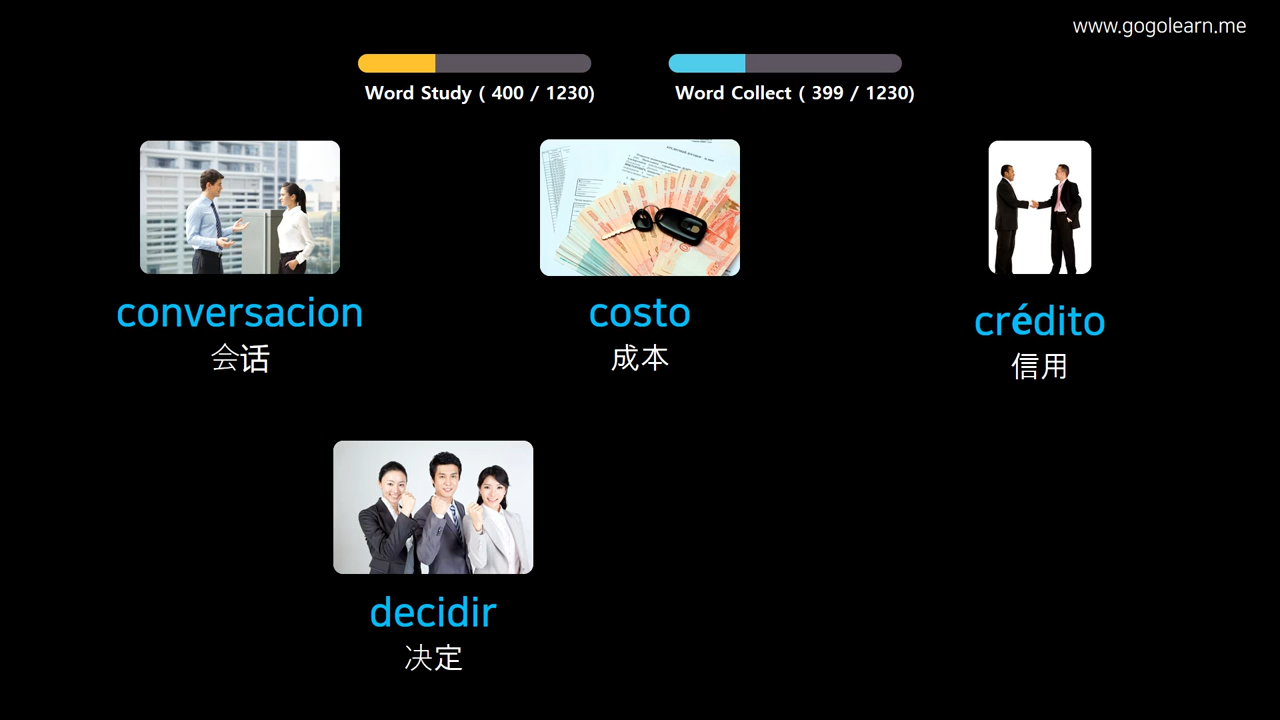 www.gogolearn.me
Word Study ( 400 / 1230)
Word Collect ( 399 / 1230)
conversacion
会话
costo
成本
crédito
信用
decidir
决定